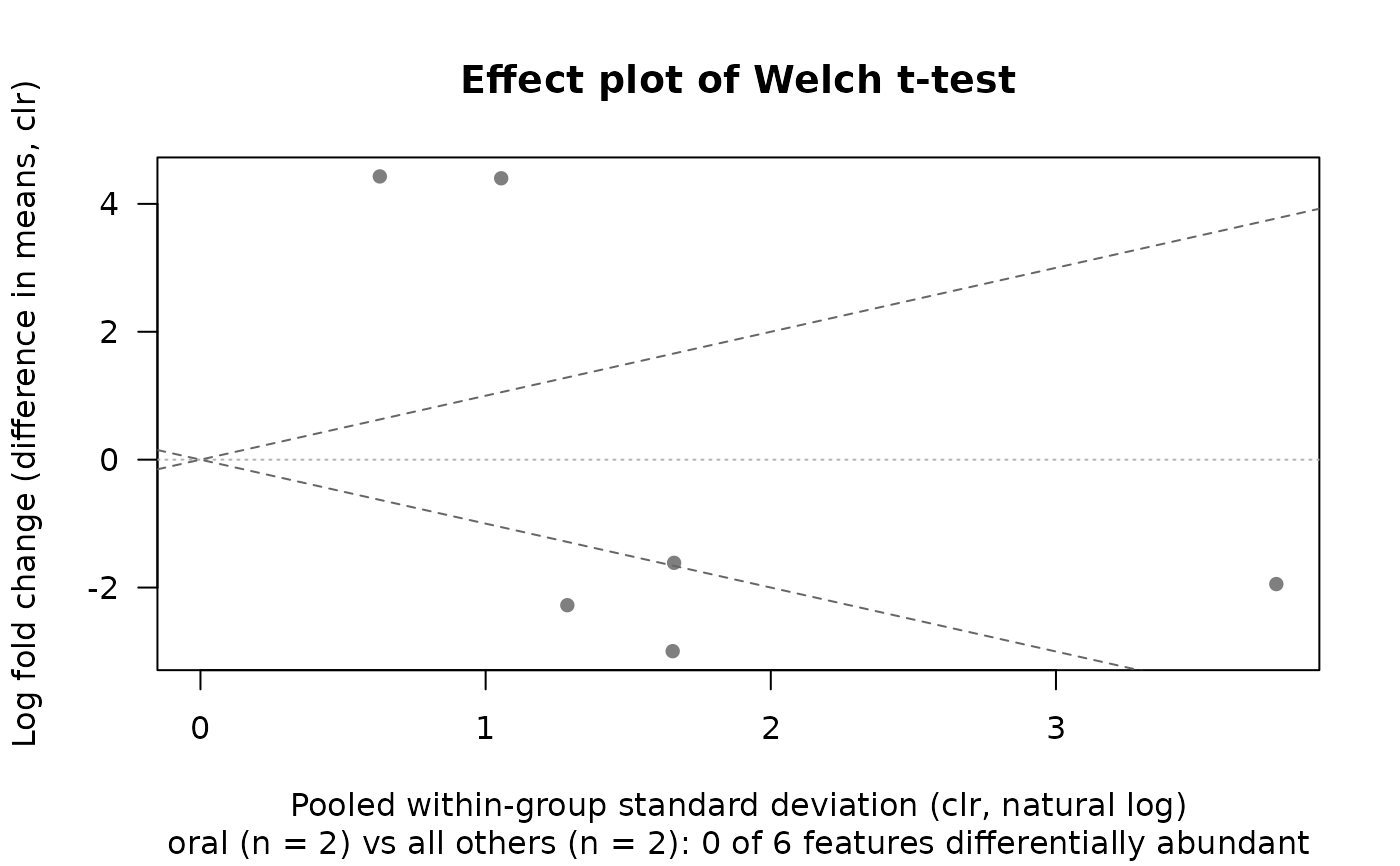 Effect plot of Welch t-test
Log fold change (difference in means, clr)
4
2
0
-2
0
1
2
3
Pooled within-group standard deviation (clr, natural log)
oral (n = 2) vs all others (n = 2): 0 of 6 features differentially abundant